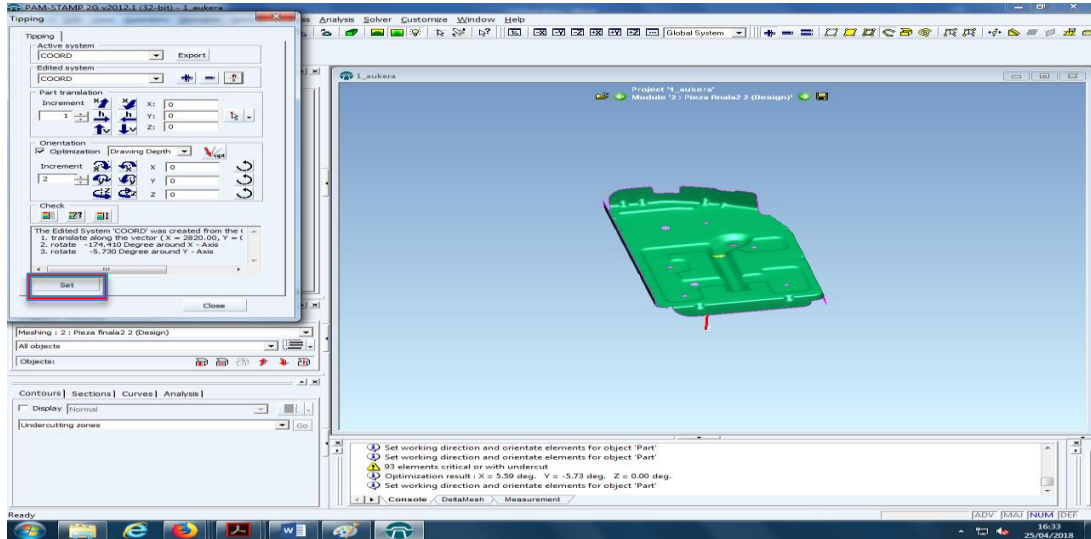 PAM-STAMP 2G v2012.1 (32-bit) - 1_aukera
Tipping
Analysis Solver Customize Window Help
Global System
Tipping
Active system
COORD
Export
Edited system
COORD
Part translation
Increment
X: 0
1
Y: 0
Z: 0
Orientation
Optimization
Drawing Depth
opt
Increment
X 0
2
Y 0
Z 0
Check
The Edited System 'COORD' was created from the
1. translate along the vector ( X = 2820.00, Y =
2. rotate -174.410 Degree around X - Axis
3. rotate -5.730 Degree around Y - Axis
Set
Close
1_aukera
Project '1_aukera'
Module '2 : Pieza finala2 2 (Design)'
Meshing : 2 : Pieza finala2 2 (Design)
All objects
Objects:
Contours Sections Curves Analysis
Display Normal
Undercutting zones
Go
Set working direction and orientate elements for object 'Part'
Set working direction and orientate elements for object 'Part'
93 elements critical or with undercut
Optimization result : X = 5.59 deg. Y = -5.73 deg. Z = 0.00 deg.
Set working direction and orientate elements for object 'Part'
Console DeltaMesh Measurement
Ready
ADV MAJ NUM DEF
16:33
25/04/2018